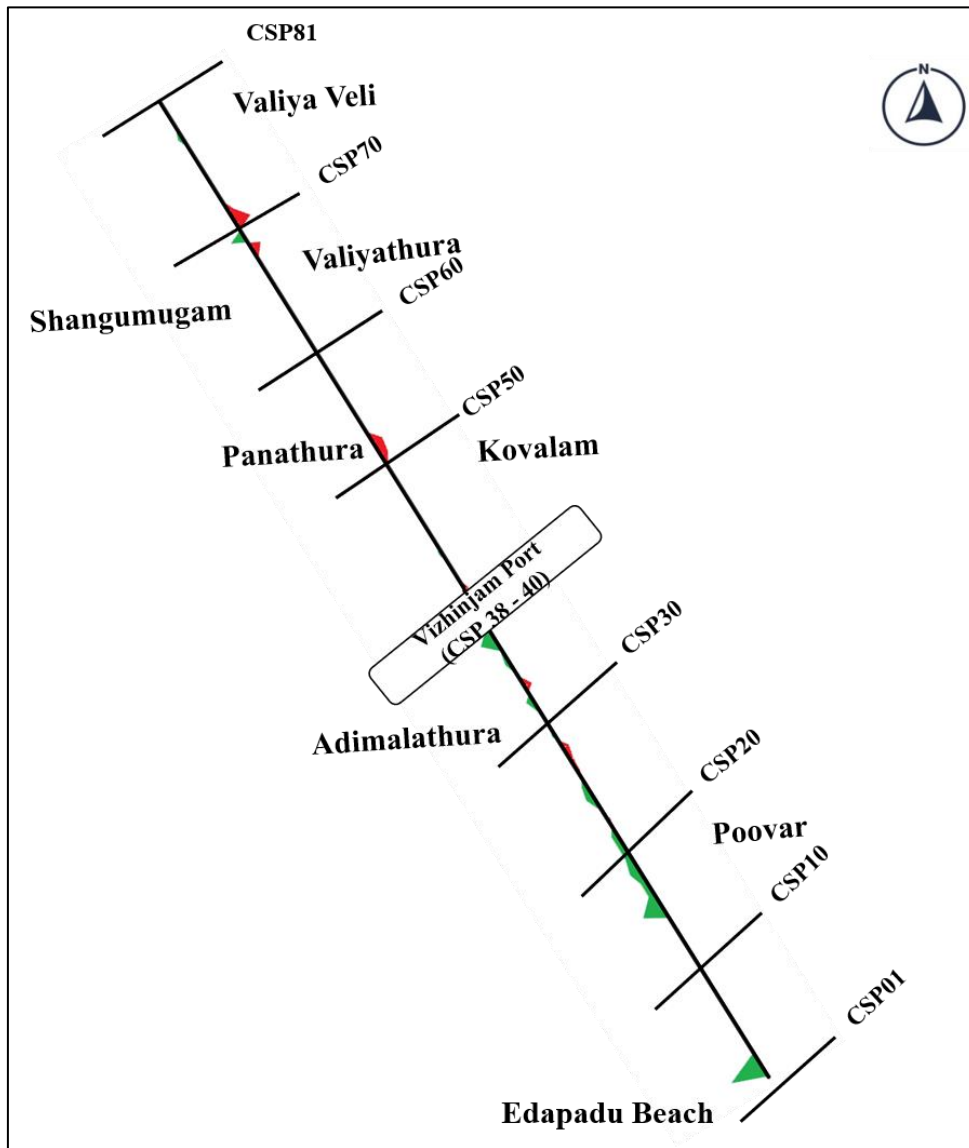 CSP81
N
Valiya Veli
CSP70
Valiyathura
CSP60
Shangumugam
CSP50
Panathura
Kovalam
Vizhinjam Port
(CSP 38 - 40)
CSP30
Adimalathura
CSP20
Poovar
CSP10
CSP01
Edapadu Beach